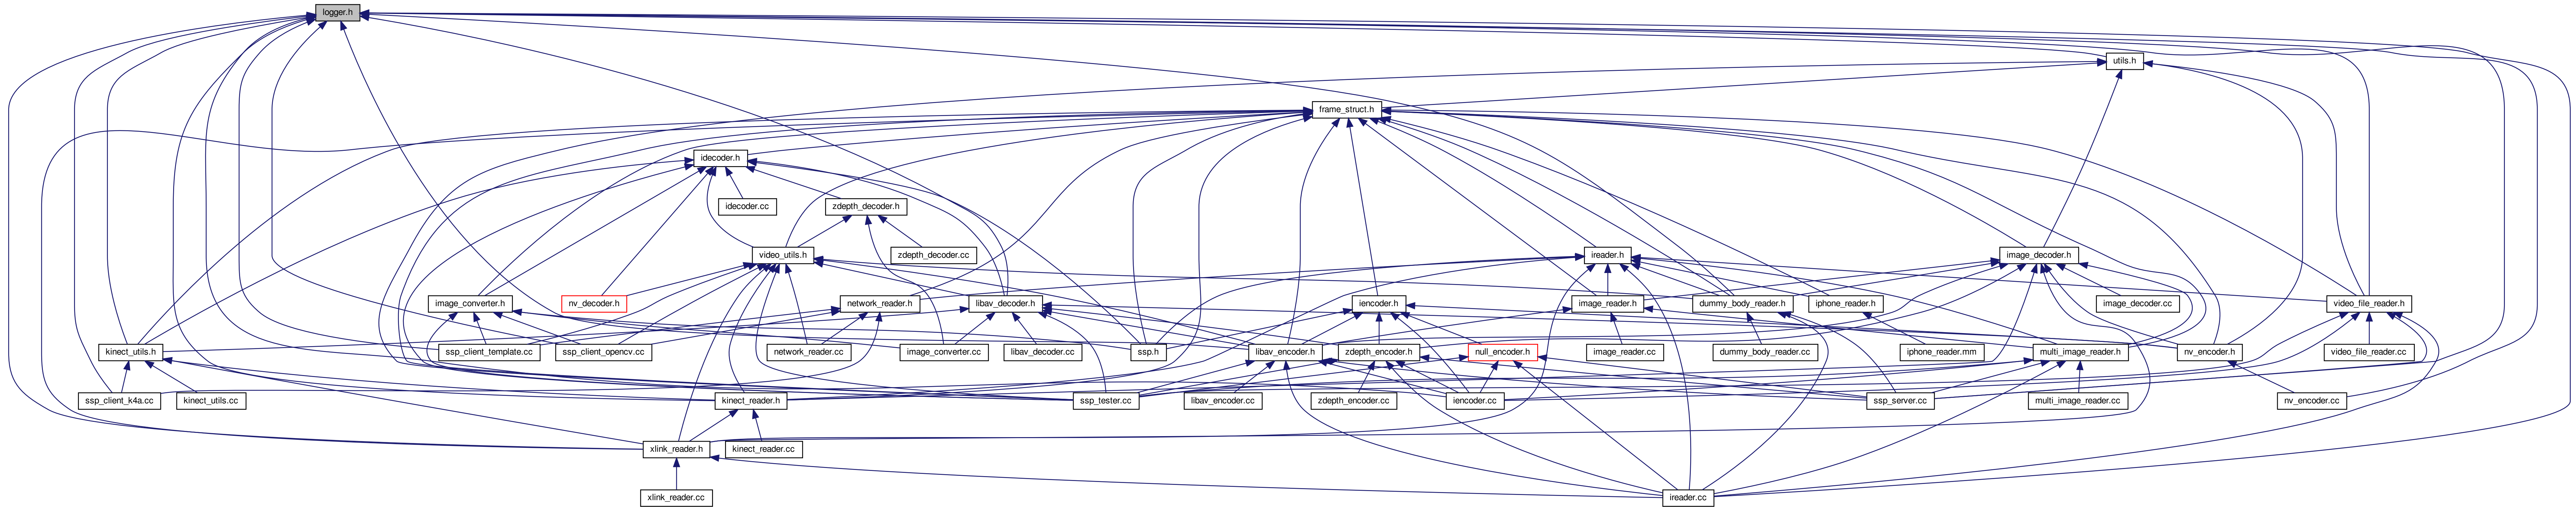 logger.h
utils.h
frame_struct.h
idecoder.h
idecoder.cc
zdepth_decoder.h
video_utils.h
zdepth_decoder.cc
ireader.h
image_decoder.h
image_converter.h
nv_decoder.h
network_reader.h
libav_decoder.h
iencoder.h
image_reader.h
dummy_body_reader.h
iphone_reader.h
image_decoder.cc
video_file_reader.h
kinect_utils.h
ssp_client_template.cc
ssp_client_opencv.cc
network_reader.cc
image_converter.cc
libav_decoder.cc
ssp.h
libav_encoder.h
zdepth_encoder.h
null_encoder.h
image_reader.cc
dummy_body_reader.cc
iphone_reader.mm
multi_image_reader.h
nv_encoder.h
video_file_reader.cc
ssp_client_k4a.cc
kinect_utils.cc
kinect_reader.h
ssp_tester.cc
libav_encoder.cc
zdepth_encoder.cc
iencoder.cc
ssp_server.cc
multi_image_reader.cc
nv_encoder.cc
xlink_reader.h
kinect_reader.cc
xlink_reader.cc
ireader.cc